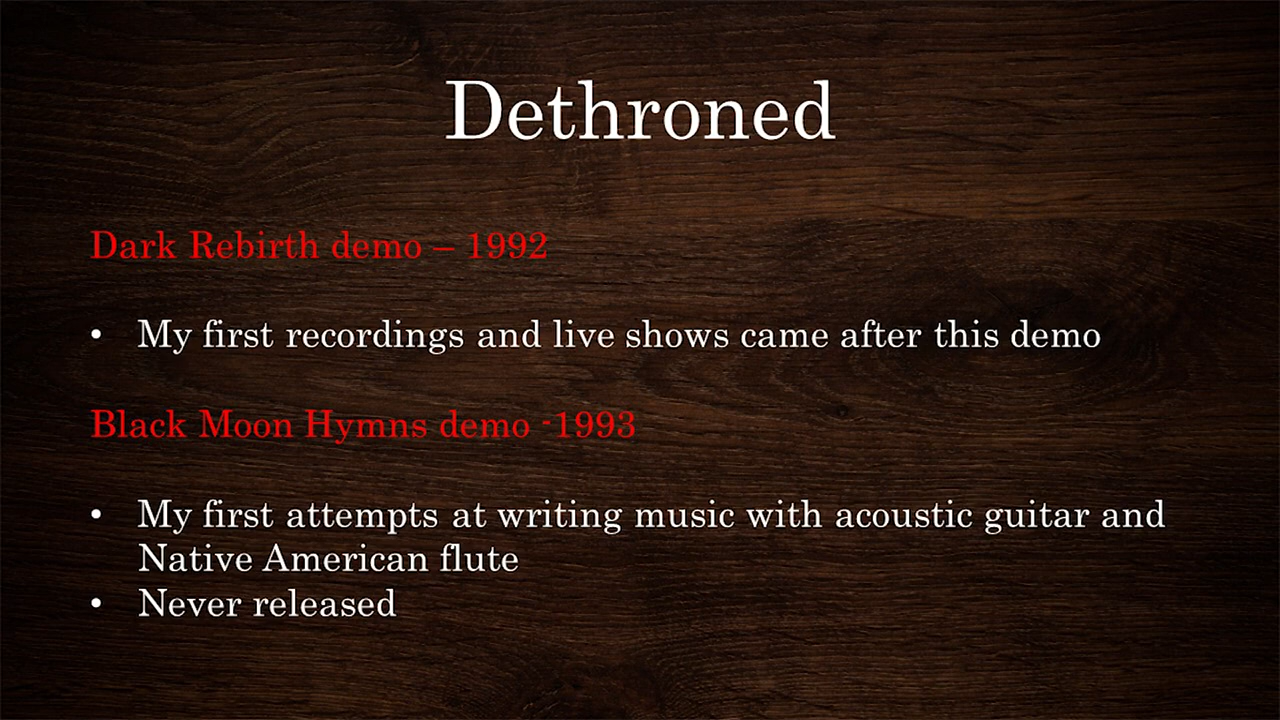 Dethroned
Dark Rebirth demo – 1992
• My first recordings and live shows came after this demo
Black Moon Hymns demo -1993
• My first attempts at writing music with acoustic guitar and
Native American flute
• Never released